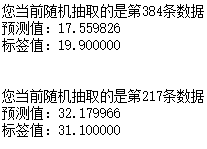 您当前随机抽取的是第384条数据
预测值：17.559826
标签值：19.900000
您当前随机抽取的是第217条数据
预测值：32.179966
标签值：31.100000